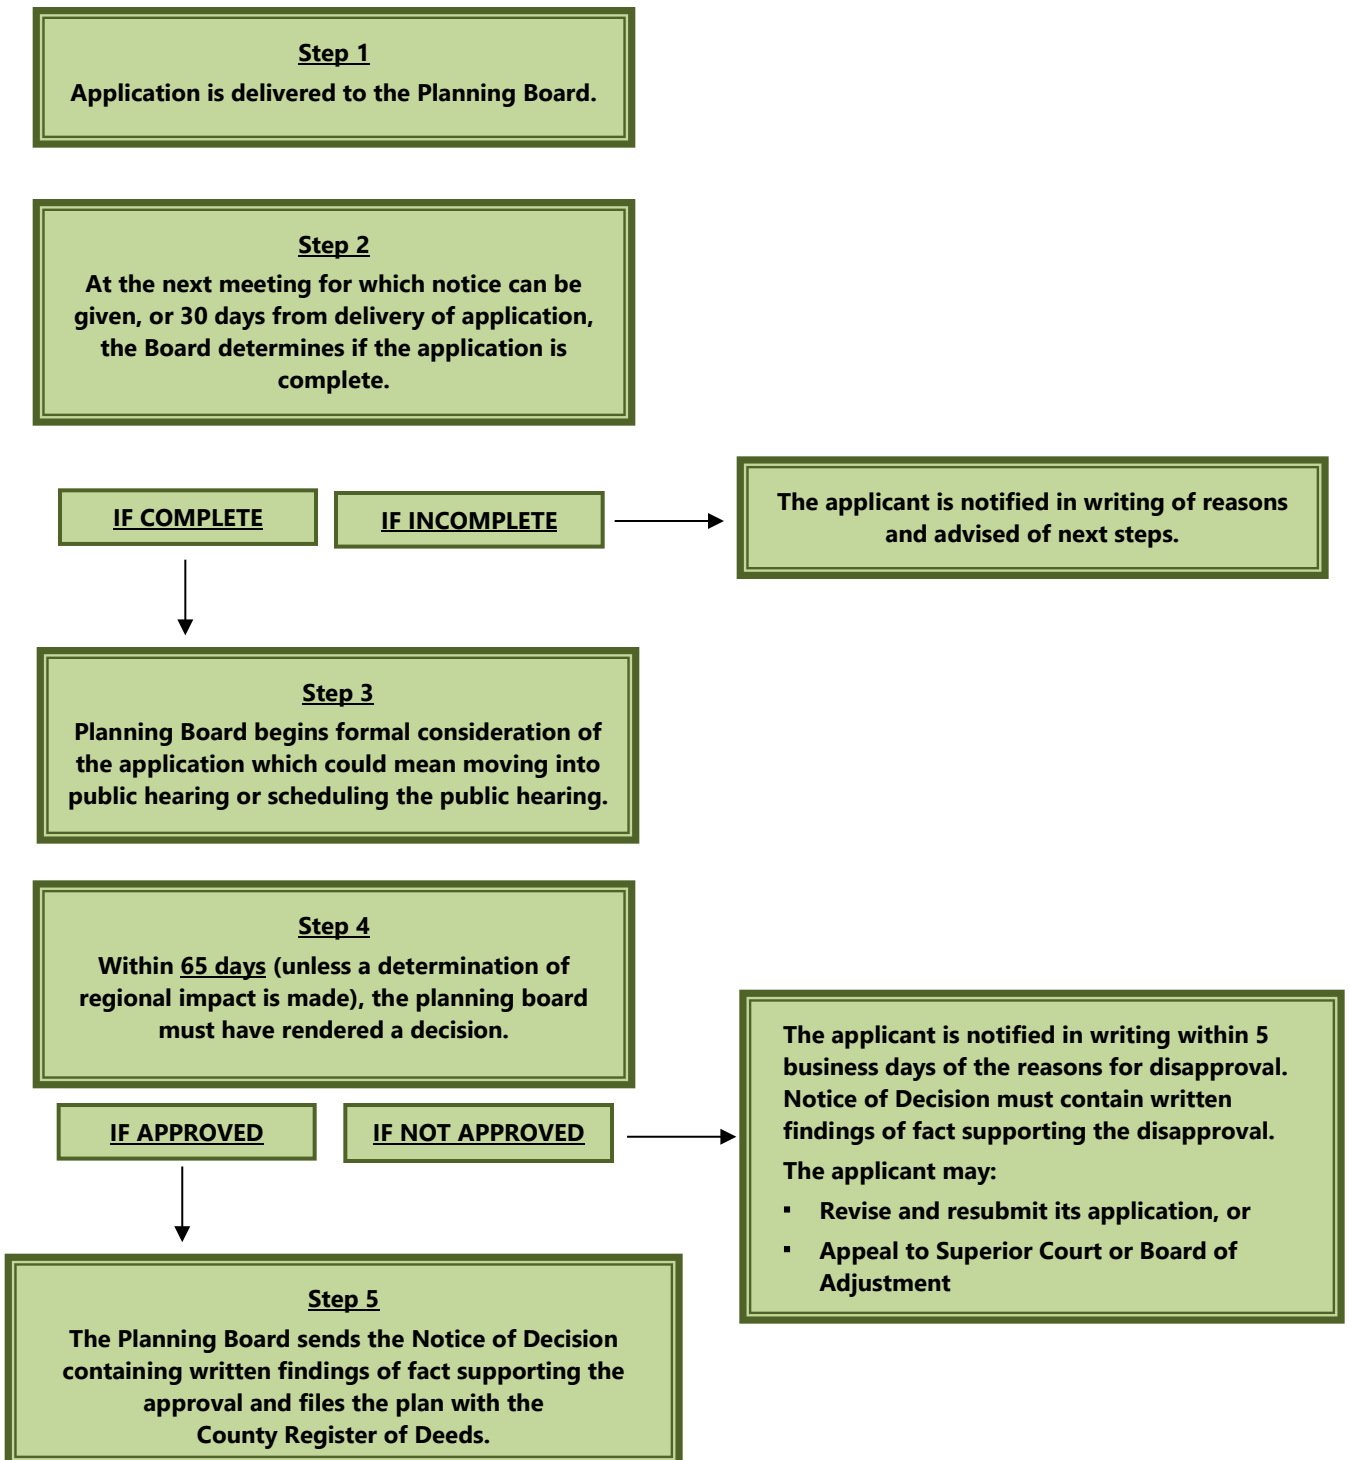 Step 1
Application is delivered to the Planning Board.
Step 2
At the next meeting for which notice can be
given, or 30 days from delivery of application,
the Board determines if the application is
complete.
IF COMPLETE
IF INCOMPLETE
The applicant is notified in writing of reasons
and advised of next steps.
Step 3
Planning Board begins formal consideration of
the application which could mean moving into
public hearing or scheduling the public hearing.
Step 4
Within 65 days (unless a determination of
regional impact is made), the planning board
must have rendered a decision.
IF APPROVED
IF NOT APPROVED
The applicant is notified in writing within 5
business days of the reasons for disapproval.
Notice of Decision must contain written
findings of fact supporting the disapproval.
The applicant may:
▪ Revise and resubmit its application, or
▪ Appeal to Superior Court or Board of
Adjustment
Step 5
The Planning Board sends the Notice of Decision
containing written findings of fact supporting the
approval and files the plan with the
County Register of Deeds.